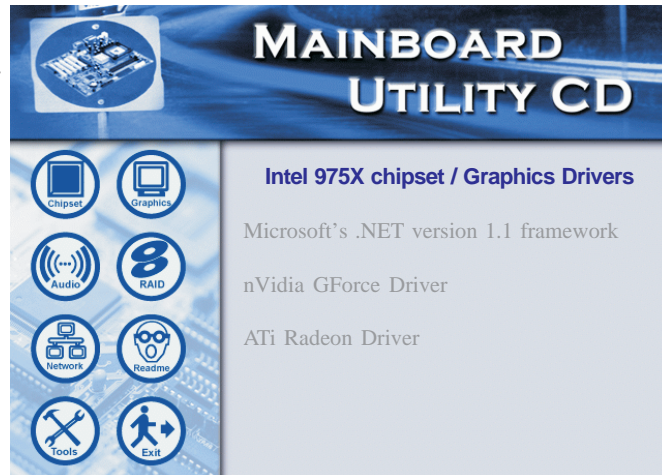 MAINBOARD
UTILITY CD
Chipset
Graphics
Audio
RAID
Network
Readme
Tools
Exit
Intel 975X chipset / Graphics Drivers
Microsoft's .NET version 1.1 framework
nVidia GForce Driver
ATi Radeon Driver